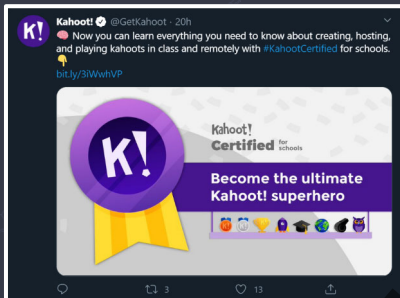 Kahoot! @GetKahoot · 20h
🧠 Now you can learn everything you need to know about creating, hosting,
and playing kahoots in class and remotely with #KahootCertified for schools.
👇
bit.ly/3iWwhVP
K!
K!
Kahoot!
Certified for schools
Become the ultimate
Kahoot! superhero
3
13